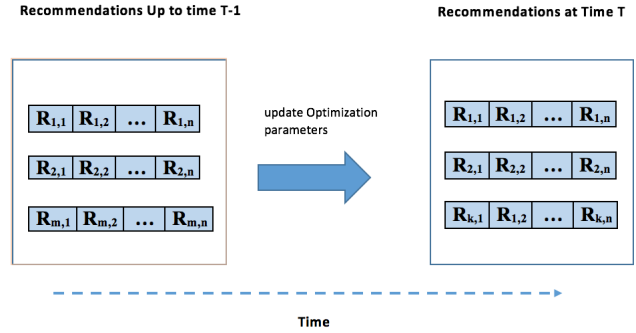 Recommendations Up to time T-1
Recommendations at Time T
R1,1 R1,2 ... R1,n
R2,1 R2,2 ... R2,n
Rm,1 Rm,2 ... Rm,n
update Optimization
parameters
R1,1 R1,2 ... R1,n
R2,1 R2,2 ... R2,n
Rk,1 R1,2 ... Rk,n
Time